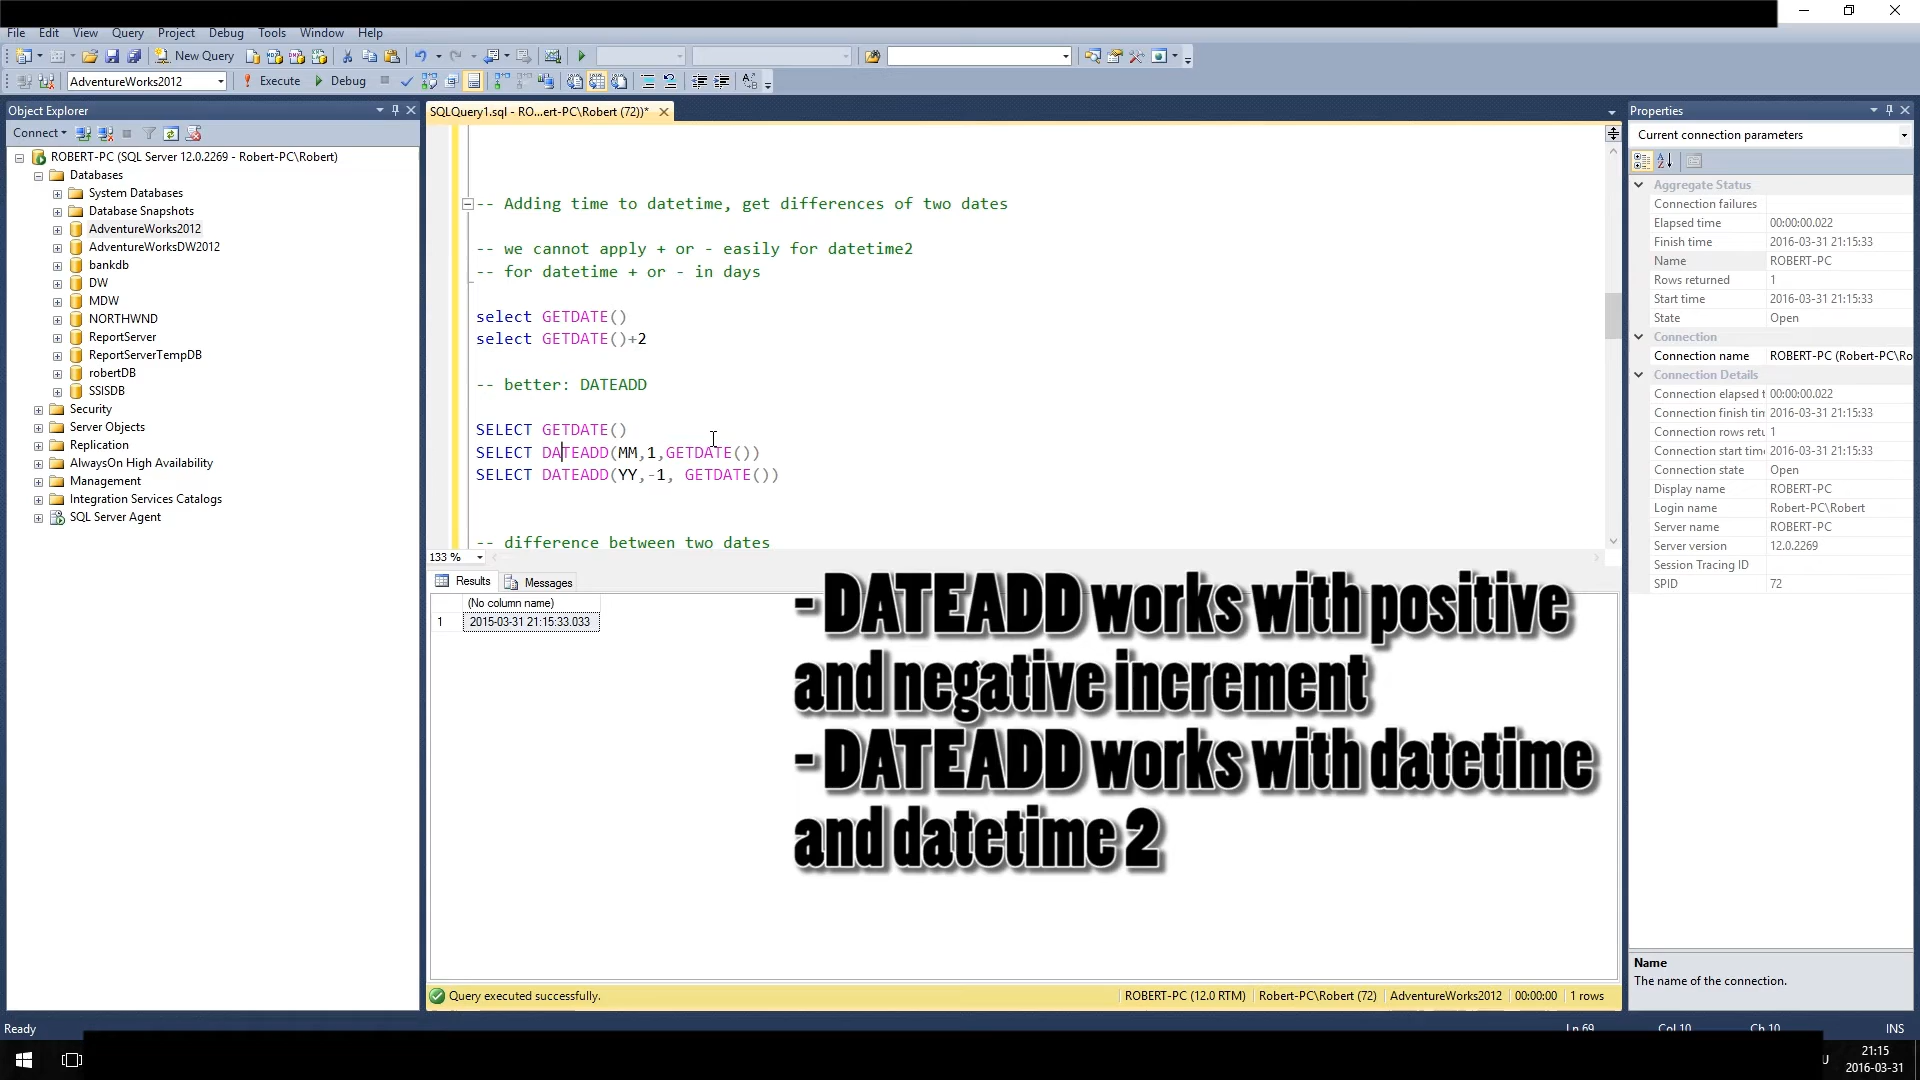 File Edit View Query Project Debug Tools Window Help
New Query
AdventureWorks2012 Execute Debug
Object Explorer
Connect
ROBERT-PC (SQL Server 12.0.2269 - Robert-PC\Robert)
Databases
System Databases
Database Snapshots
AdventureWorks2012
AdventureWorksDW2012
bankdb
DW
MDW
NORTHWND
ReportServer
ReportServerTempDB
robertDB
SSISDB
Security
Server Objects
Replication
AlwaysOn High Availability
Management
Integration Services Catalogs
SQL Server Agent
SQLQuery1.sql - RO...ert-PC\Robert (72))*
-- Adding time to datetime, get differences of two dates
-- we cannot apply + or - easily for datetime2
-- for datetime + or - in days
select GETDATE()
select GETDATE()+2
-- better: DATEADD
SELECT GETDATE()
SELECT DATEADD(MM,1,GETDATE())
SELECT DATEADD(YY,-1, GETDATE())
-- difference between two dates
133 %
Results Messages
(No column name)
1 2015-03-31 21:15:33.033
- DATEADD works with positive
and negative increment
- DATEADD works with datetime
and datetime 2
Query executed successfully. ROBERT-PC (12.0 RTM) Robert-PC\Robert (72) AdventureWorks2012 00:00:00 1 rows
Properties
Current connection parameters
Aggregate Status
Connection failures
Elapsed time 00:00:00.022
Finish time 2016-03-31 21:15:33
Name ROBERT-PC
Rows returned 1
Start time 2016-03-31 21:15:33
State Open
Connection
Connection name ROBERT-PC (Robert-PC\Ro
Connection Details
Connection elapsed t 00:00:00.022
Connection finish tim 2016-03-31 21:15:33
Connection rows retu 1
Connection start time 2016-03-31 21:15:33
Connection state Open
Display name ROBERT-PC
Login name Robert-PC\Robert
Server name ROBERT-PC
Server version 12.0.2269
Session Tracing ID
SPID 72
Name
The name of the connection.
Ready Ln 69 Col 10 Ch 10 INS
21:15
2016-03-31